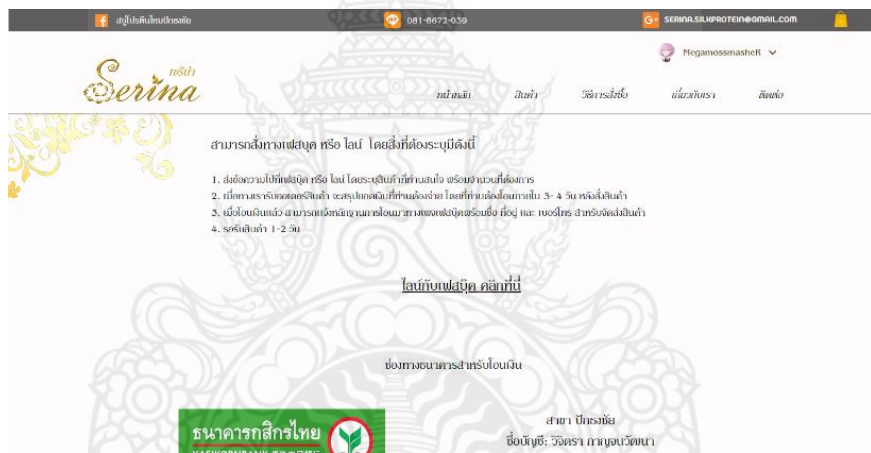 สบู่โปรตีนไหมปักธงชัย
081-8672-639
SERINA.SILKPROTEIN@GMAIL.COM
MegamossmasheR
ทริน่า
Serina
หน้าหลัก สินค้า วิธีการสั่งซื้อ เกี่ยวกับเรา ติดต่อ
สามารถสั่งทางเฟสบุค หรือ ไลน์ โดยสิ่งที่ต้องระบุมีดังนี้
1. ส่งข้อความไปที่เฟสบุ๊ค หรือ ไลน์ โดยระบุสินค้าที่ท่านสนใจ พร้อมจำนวนที่ต้องการ
2. เมื่อทางเรารับออเดอร์สินค้า จะสรุปยอดเงินที่ท่านต้องจ่าย โดยที่ท่านต้องโอนภายใน 3- 4 วัน หลังสั่งสินค้า
3. เมื่อโอนเงินแล้ว สามารถแจ้งหลักฐานการโอนมาทางเพจเฟสบุ๊คพร้อมชื่อ ที่อยู่ และ เบอร์โทร สำหรับจัดส่งสินค้า
4. รอรับสินค้า 1-2 วัน
ไลน์กับเฟสบุ๊ค คลิกที่นี่
ช่องทางธนาคารสำหรับโอนเงิน
ธนาคารกสิกรไทย
สาขา ปักธงชัย
ชื่อบัญชี: วิจิตรา กาญจนวัฒนา